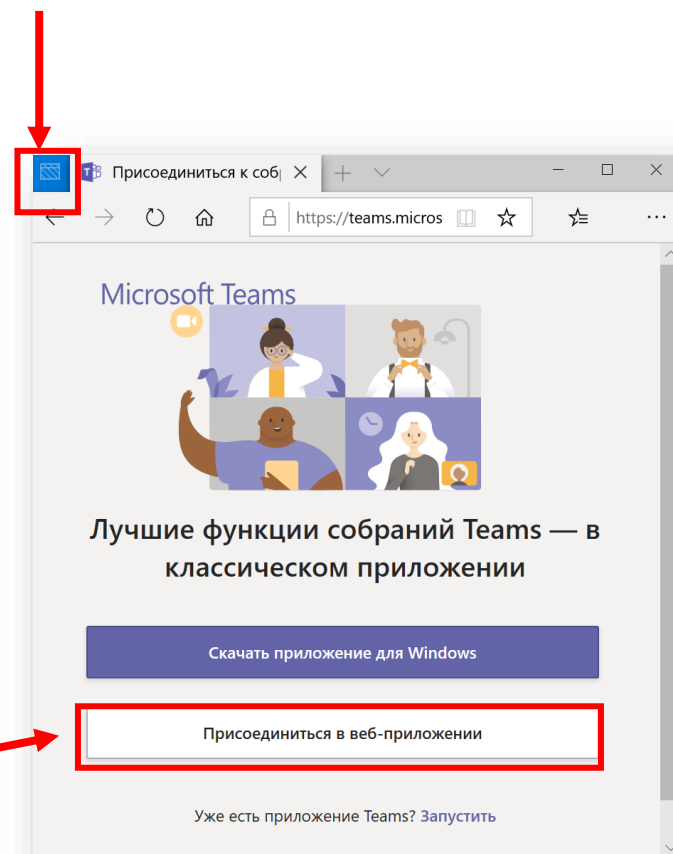 Присоединиться к соб
https://teams.micros
Microsoft Teams
Лучшие функции собраний Teams — в
классическом приложении
Скачать приложение для Windows
Присоединиться в веб-приложении
Уже есть приложение Teams? Запустить